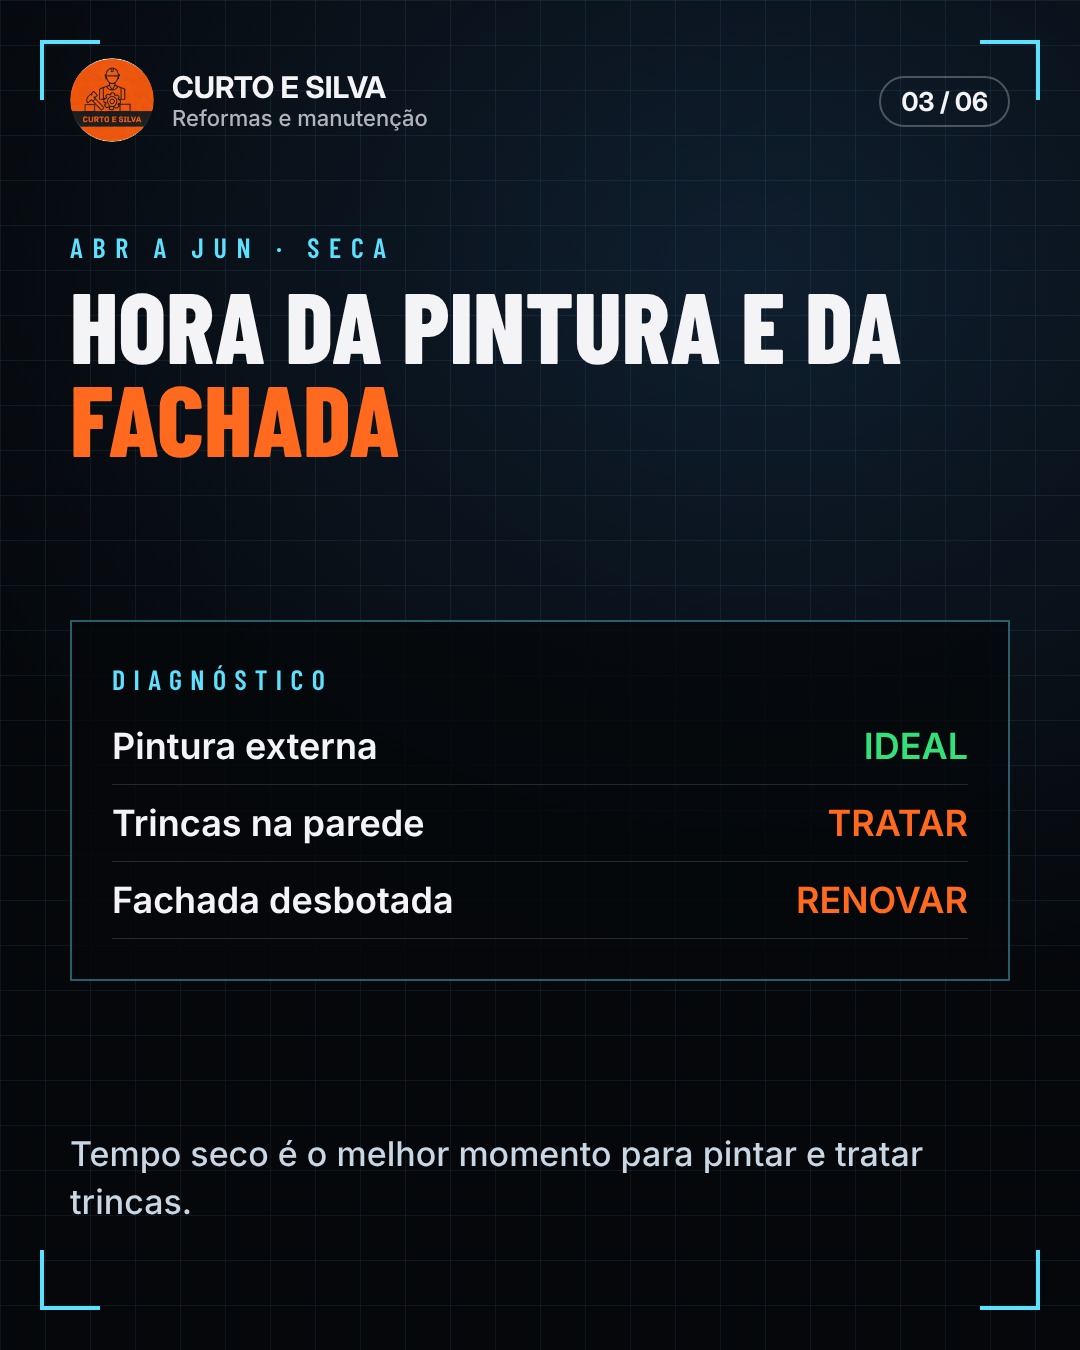 CURTO E SILVA
CURTO E SILVA
Reformas e manutenção
03 / 06
ABR A JUN · SECA
HORA DA PINTURA E DA
FACHADA
DIAGNÓSTICO
Pintura externa IDEAL
Trincas na parede TRATAR
Fachada desbotada RENOVAR
Tempo seco é o melhor momento para pintar e tratar
trincas.